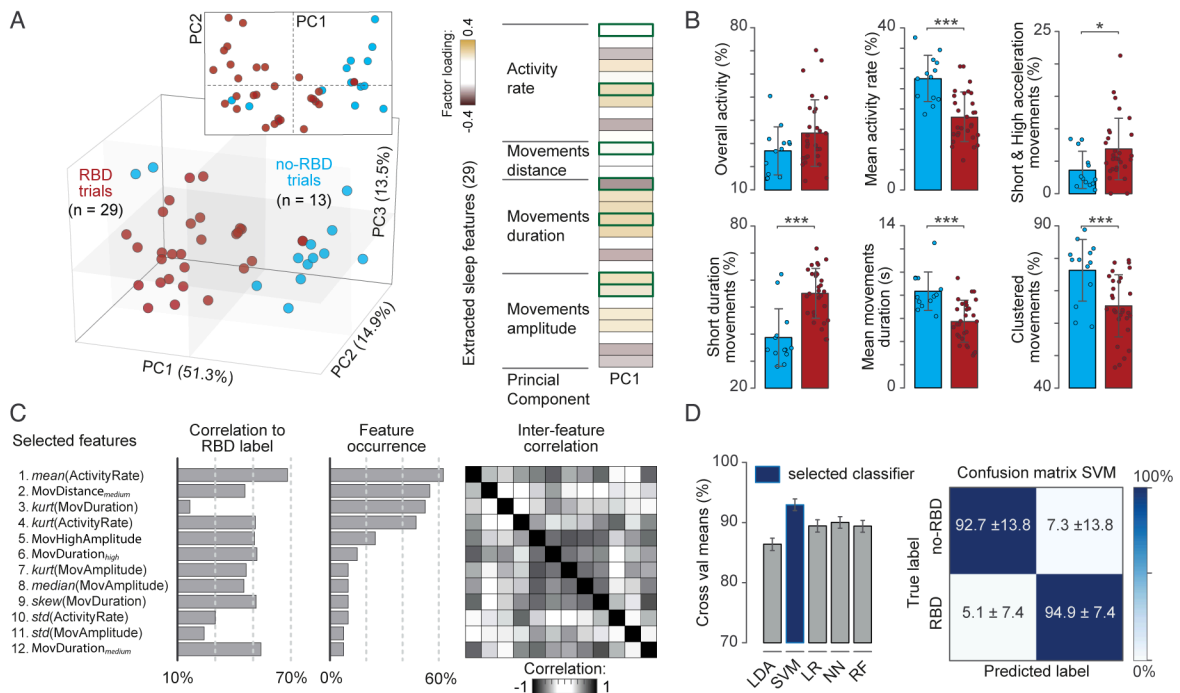 A
PC2
PC1
RBD
trials
(n = 29)
no-RBD
trials
(n = 13)
PC3 (13.5%)
PC2 (14.9%)
PC1 (51.3%)
Factor loading:
0.4
-0.4
Extracted sleep features (29)
Activity
rate
Movements
distance
Movements
duration
Movements
amplitude
Princial
Component
PC1
B
Overall activity (%)
80
10
Mean activity rate (%)
40
0
***
Short & High acceleration
movements (%)
25
0
*
Short duration
movements (%)
80
20
***
Mean movements
duration (s)
14
0
***
Clustered
movements (%)
90
40
***
C
Selected features
Correlation to
RBD label
Feature
occurrence
Inter-feature
correlation
1. mean(ActivityRate)
2. MovDistancemedium
3. kurt(MovDuration)
4. kurt(ActivityRate)
5. MovHighAmplitude
6. MovDurationhigh
7. kurt(MovAmplitude)
8. median(MovAmplitude)
9. skew(MovDuration)
10. std(ActivityRate)
11. std(MovAmplitude)
12. MovDurationmedium
10%
70%
0%
60%
Correlation:
-1
1
D
Cross val means (%)
100
90
80
70
selected classifier
LDA
SVM
LR
NN
RF
Confusion matrix SVM
True label
no-RBD
RBD
92.7 ±13.8
7.3 ±13.8
5.1 ± 7.4
94.9 ± 7.4
Predicted label
100%
0%